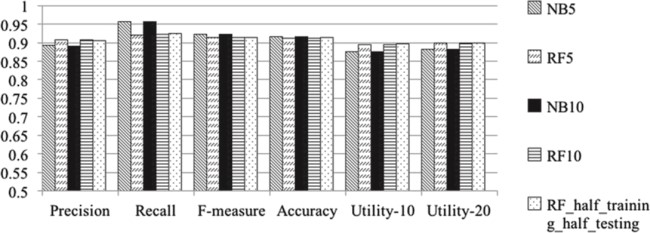 1
0.95
0.9
0.85
0.8
0.75
0.7
0.65
0.6
0.55
0.5
Precision Recall F-measure Accuracy Utility-10 Utility-20
NB5
RF5
NB10
RF10
RF_half_trainin
g_half_testing